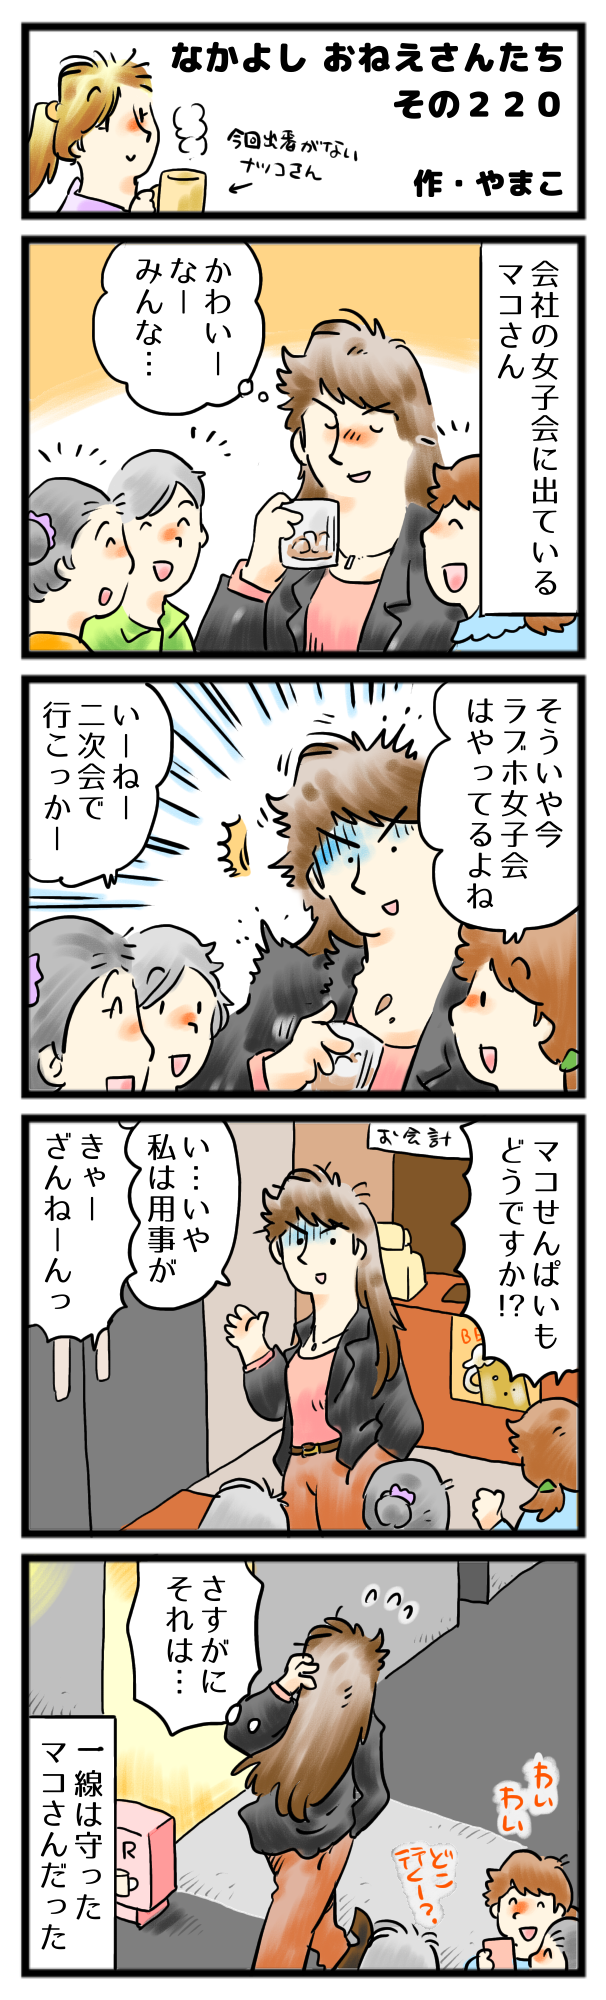 なかよし おねえさんたち
その220
作・やまこ
今回出番がない
ナツコさん
会社の女子会に出ている
マコさん
かわいー
なー
みんな…
そういや今
ラブホ女子会
はやってるよね
いーねー
二次会で
行こっかー
お会計
マコせんぱいも
どうですか!?
い…いや
私は用事が
きゃー
ざんねーんっ
BE
さすがに
それは…
わい
わい
どこ
行くー?
R
一線は守った
マコさんだった